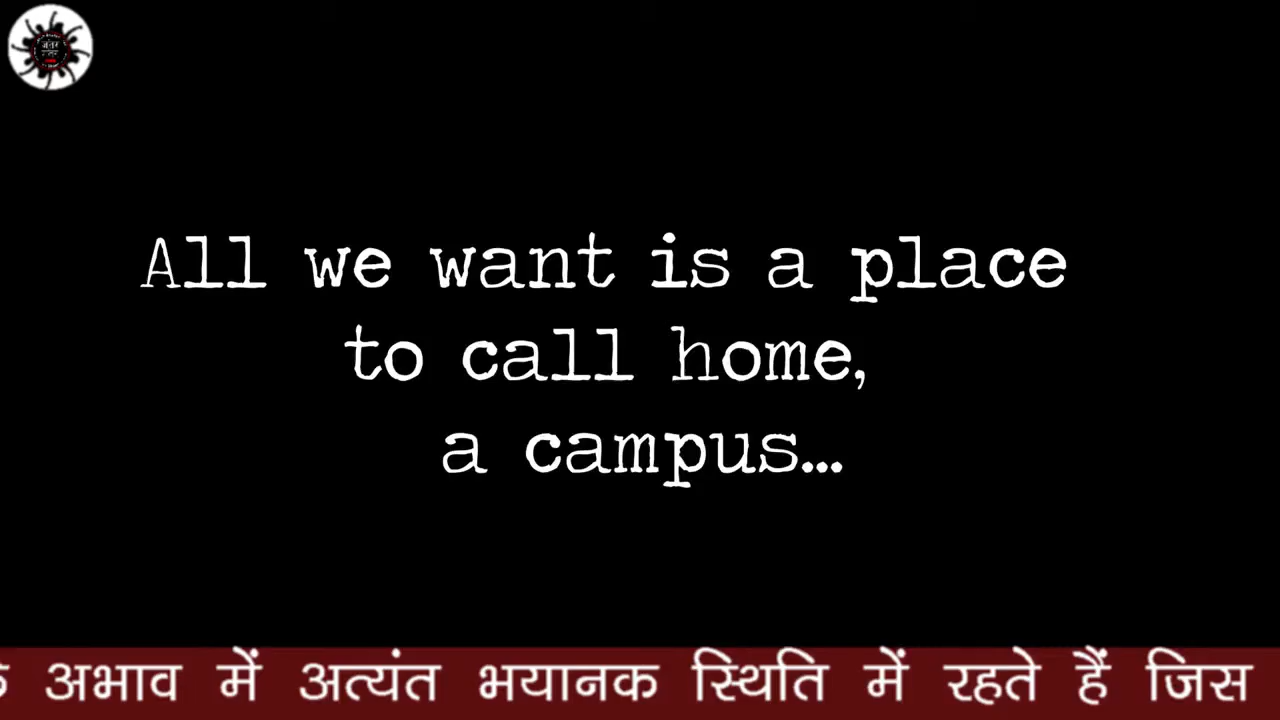 All we want is a place
to call home,
a campus...
अभाव में अत्यंत भयानक स्थिति में रहते हैं जिस